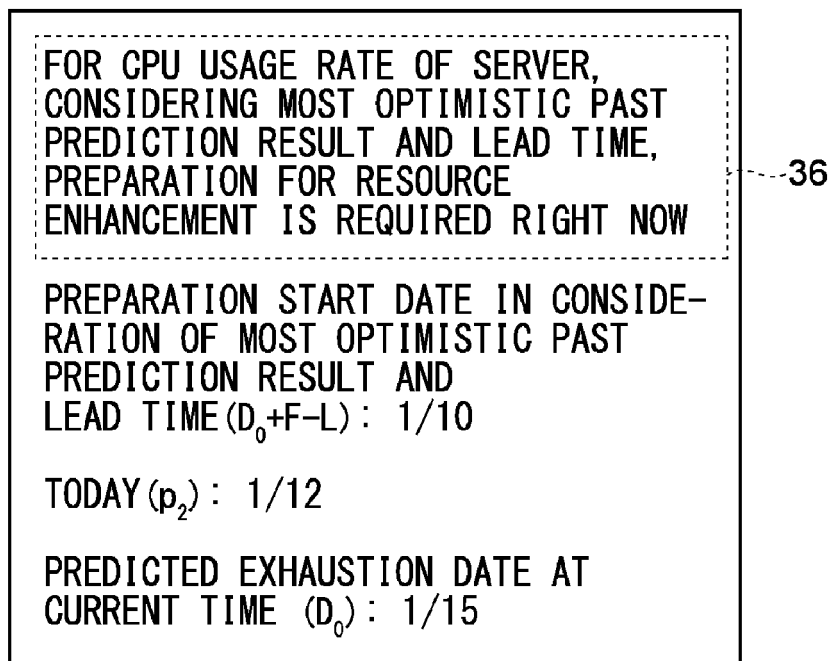 FOR CPU USAGE RATE OF SERVER,
CONSIDERING MOST OPTIMISTIC PAST
PREDICTION RESULT AND LEAD TIME,
PREPARATION FOR RESOURCE
ENHANCEMENT IS REQUIRED RIGHT NOW
36
PREPARATION START DATE IN CONSIDE-
RATION OF MOST OPTIMISTIC PAST
PREDICTION RESULT AND
LEAD TIME(D₀+F-L): 1/10
TODAY(p₂): 1/12
PREDICTED EXHAUSTION DATE AT
CURRENT TIME (D₀): 1/15